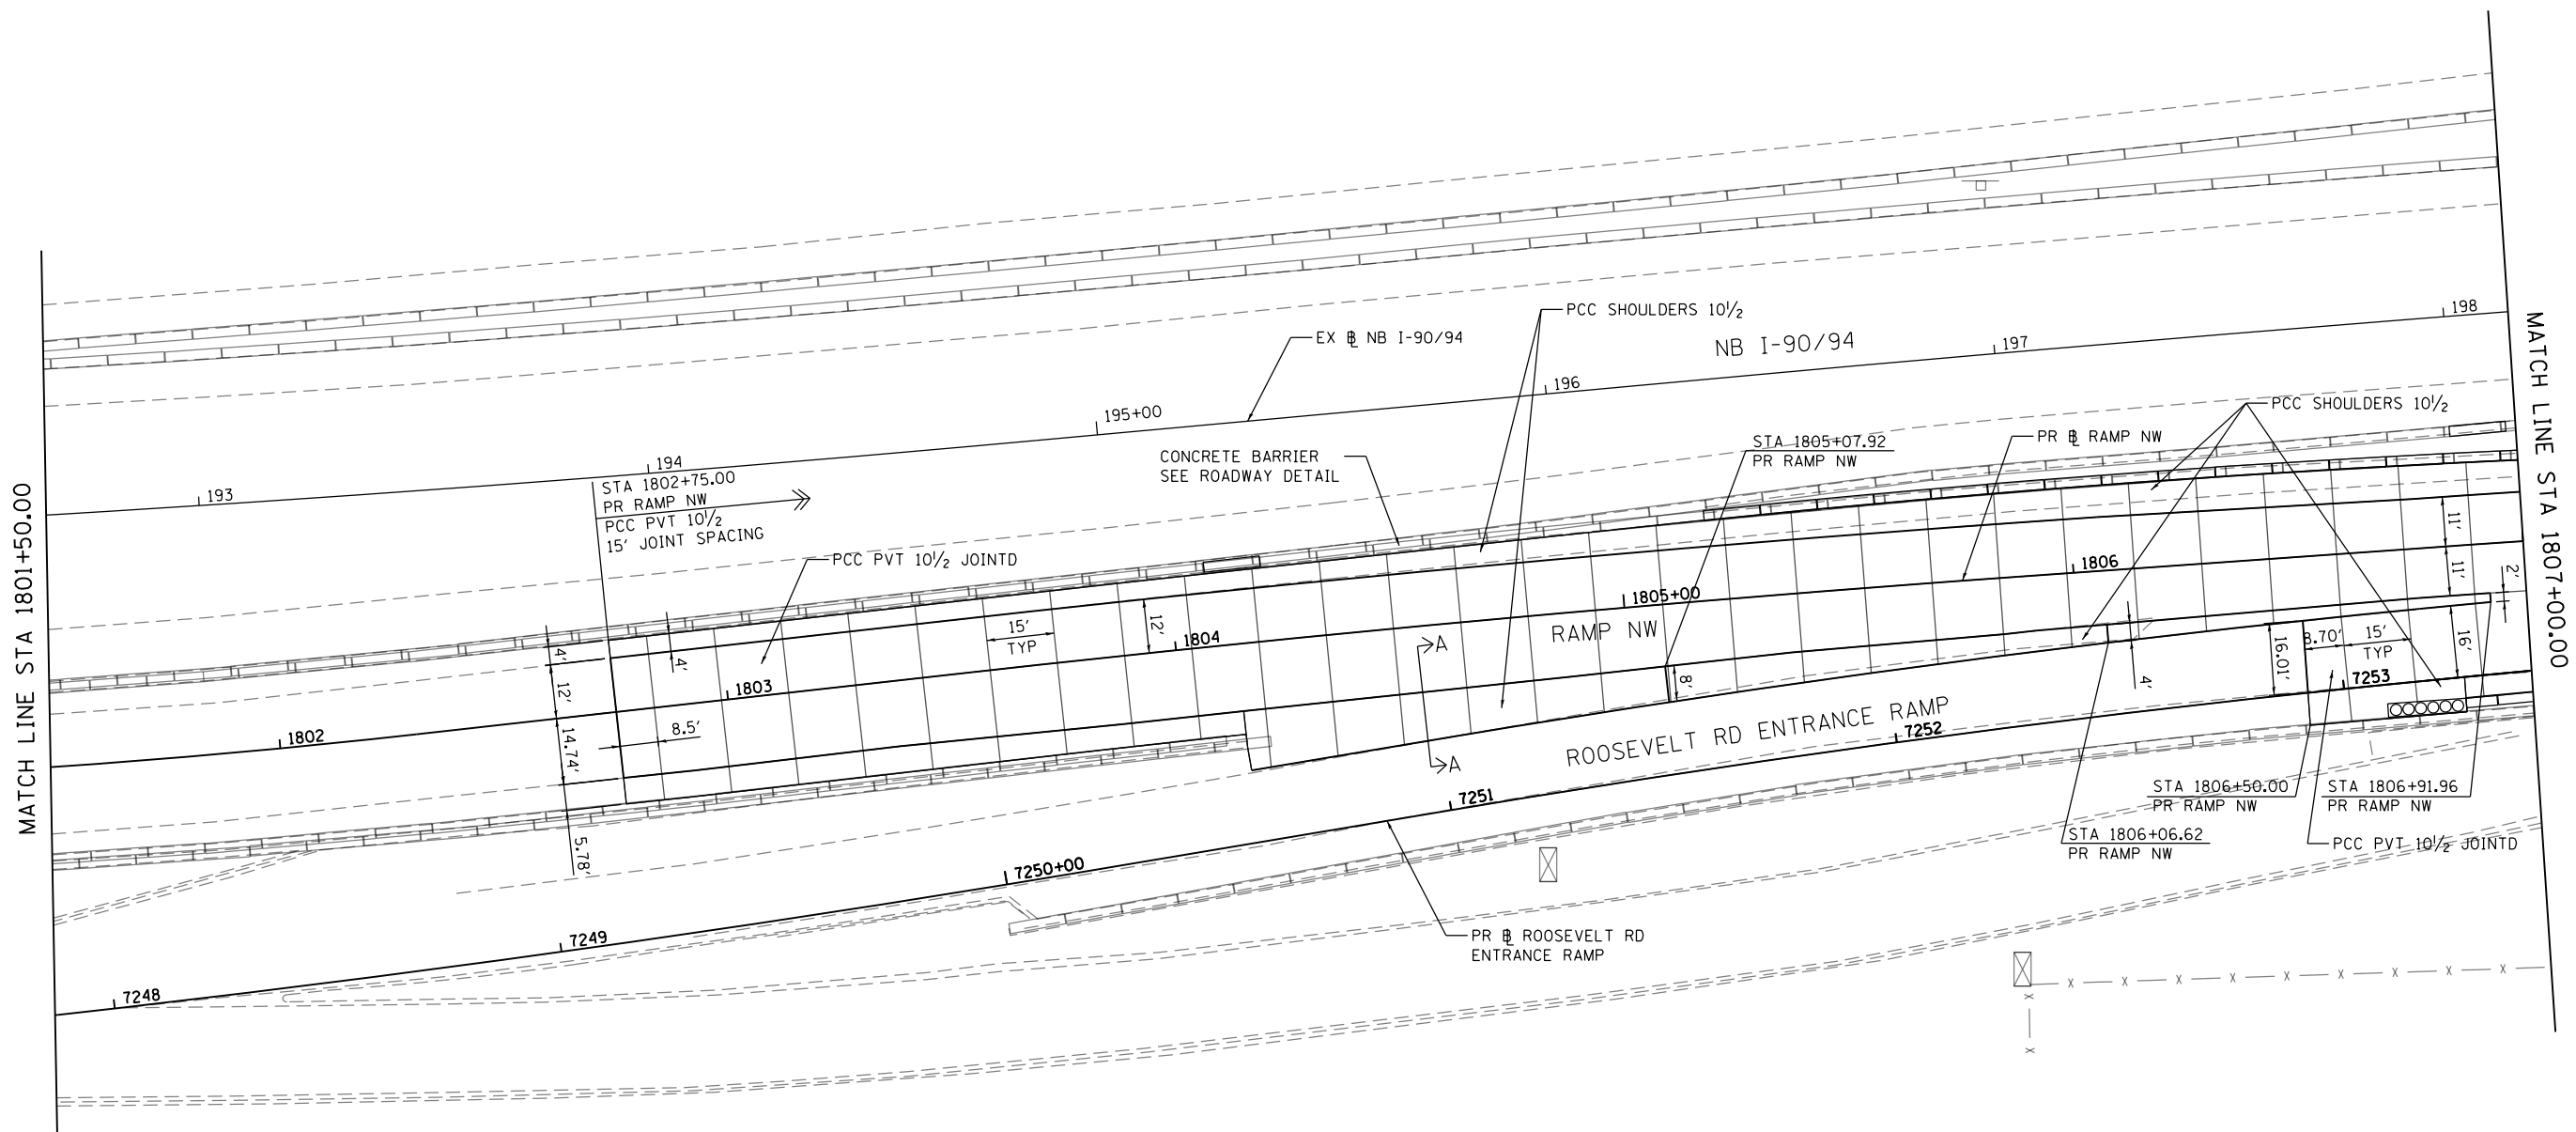 MATCH LINE STA 1801+50.00
193
194
195+00
196
197
198
NB I-90/94
EX ℄ NB I-90/94
PCC SHOULDERS 10½
STA 1802+75.00
PR RAMP NW
PCC PVT 10½
15' JOINT SPACING
PCC PVT 10½ JOINTD
CONCRETE BARRIER
SEE ROADWAY DETAIL
STA 1805+07.92
PR RAMP NW
PR ℄ RAMP NW
PCC SHOULDERS 10½
MATCH LINE STA 1807+00.00
1802
1803
1804
1805+00
1806
RAMP NW
4'
12'
14.74'
5.78'
4'
8.5'
15'
TYP
12'
A
A
8'
4'
11'
11'
2'
16'
16.01'
8.70'
15'
TYP
7248
7249
7250+00
7251
7252
7253
ROOSEVELT RD ENTRANCE RAMP
STA 1806+50.00
PR RAMP NW
STA 1806+91.96
PR RAMP NW
STA 1806+06.62
PR RAMP NW
PCC PVT 10½ JOINTD
PR ℄ ROOSEVELT RD
ENTRANCE RAMP